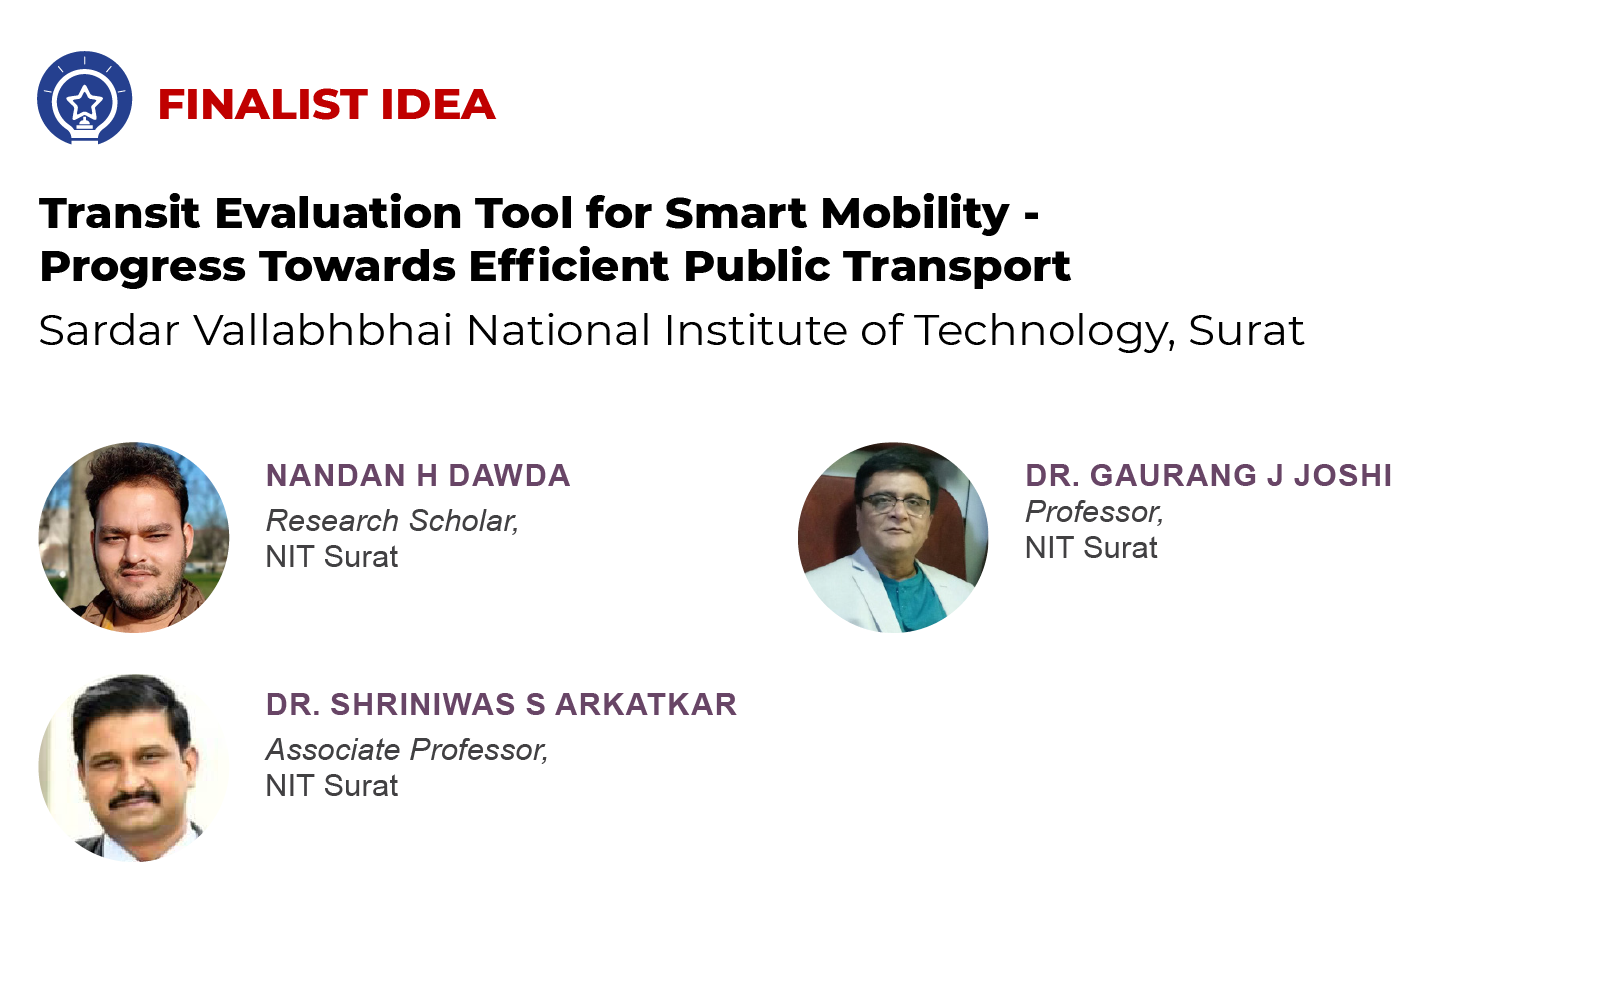 FINALIST IDEA
Transit Evaluation Tool for Smart Mobility -
Progress Towards Efficient Public Transport
Sardar Vallabhbhai National Institute of Technology, Surat
NANDAN H DAWDA
Research Scholar,
NIT Surat
DR. GAURANG J JOSHI
Professor,
NIT Surat
DR. SHRINIWAS S ARKATKAR
Associate Professor,
NIT Surat